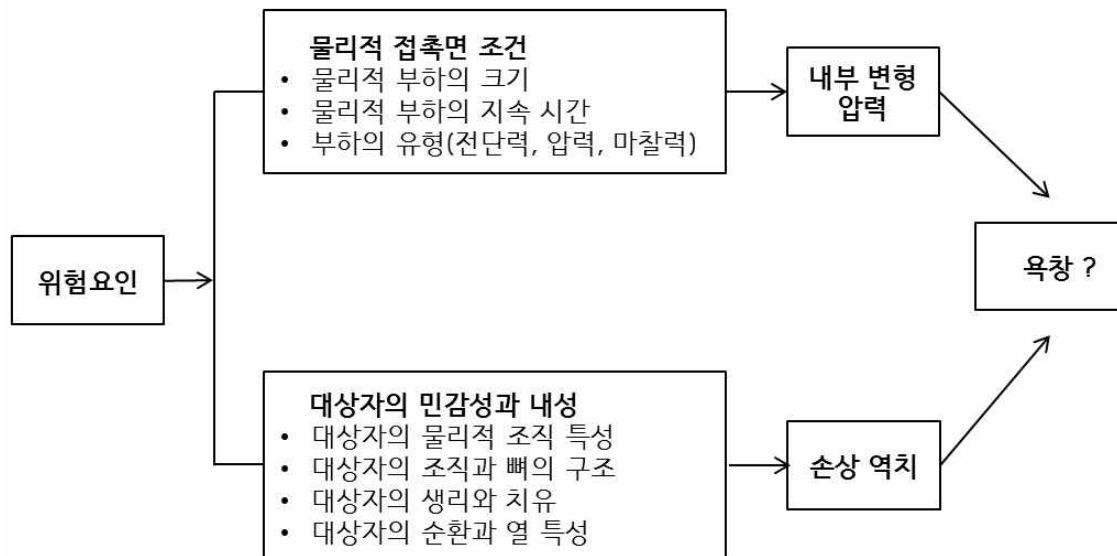 위험요인
물리적 접촉면 조건
• 물리적 부하의 크기
• 물리적 부하의 지속 시간
• 부하의 유형(전단력, 압력, 마찰력)
내부 변형
압력
대상자의 민감성과 내성
• 대상자의 물리적 조직 특성
• 대상자의 조직과 뼈의 구조
• 대상자의 생리와 치유
• 대상자의 순환과 열 특성
손상 역치
욕창 ?